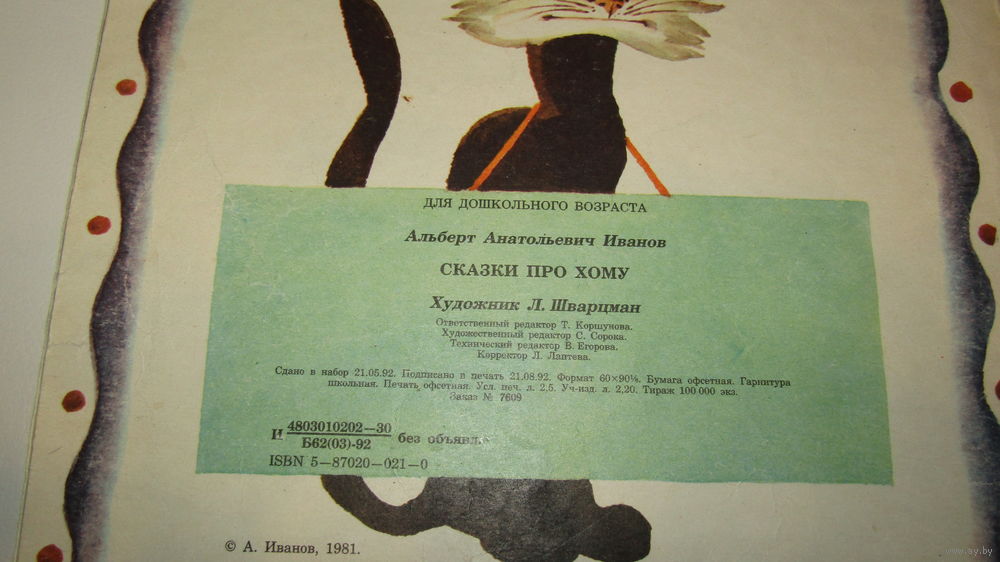 ДЛЯ ДОШКОЛЬНОГО ВОЗРАСТА
Альберт Анатольевич Иванов
СКАЗКИ ПРО ХОМУ
Художник Л. Шварцман
Ответственный редактор Т. Коршунова.
Художественный редактор С. Сорока.
Технический редактор В. Егорова.
Корректор Л. Лаптева.
Сдано в набор 21.05.92. Подписано в печать 21.08.92. Формат 60×90⅛. Бумага офсетная. Гарнитура
школьная. Печать офсетная. Усл. печ. л. 2,5. Уч-изд. л. 2,20. Тираж 100 000 экз.
Заказ № 7609
И 4803010202—30
Б62(03)-92 без объявл.
ISBN 5—87020—021—0
© А. Иванов, 1981.
www.ay.by